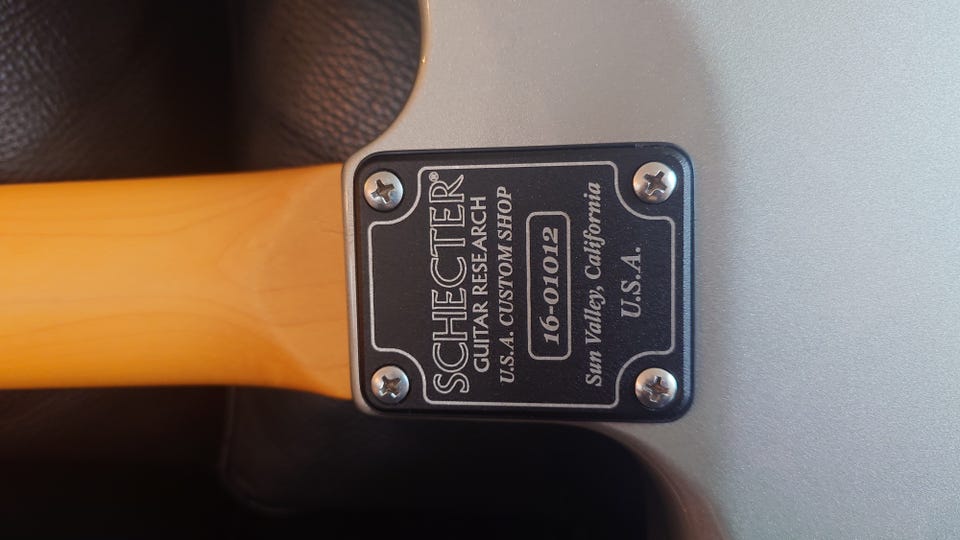 SCHECTER®
GUITAR RESEARCH
U.S.A. CUSTOM SHOP
16-01012
Sun Valley, California
U.S.A.